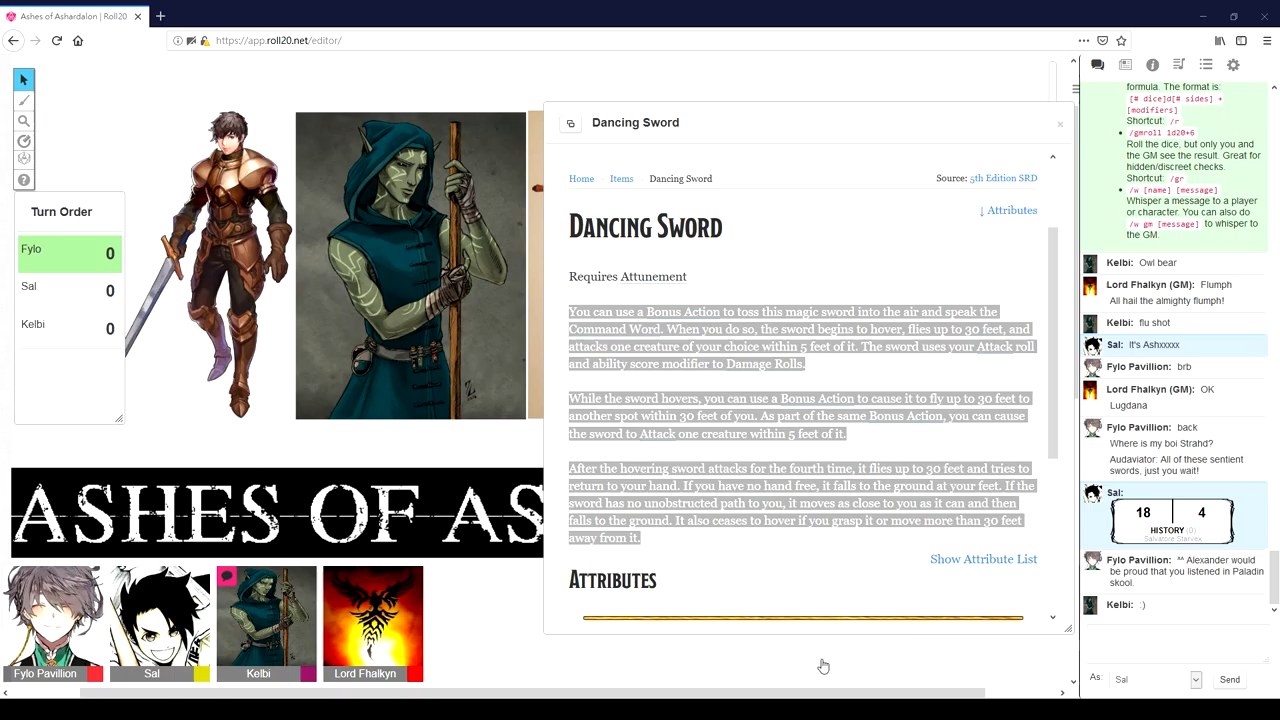 Ashes of Ashardalon | Roll20
https://app.roll20.net/editor/
Turn Order
Fylo 0
Sal 0
Kelbi 0
ASHES OF AS
Fylo Pavillion
Sal
Kelbi
Lord Fhalkyn
Dancing Sword
Home Items Dancing Sword
Source: 5th Edition SRD
↓ Attributes
DANCING SWORD
Requires Attunement
You can use a Bonus Action to toss this magic sword into the air and speak the
Command Word. When you do so, the sword begins to hover, flies up to 30 feet, and
attacks one creature of your choice within 5 feet of it. The sword uses your Attack roll
and ability score modifier to Damage Rolls.
While the sword hovers, you can use a Bonus Action to cause it to fly up to 30 feet to
another spot within 30 feet of you. As part of the same Bonus Action, you can cause
the sword to Attack one creature within 5 feet of it.
After the hovering sword attacks for the fourth time, it flies up to 30 feet and tries to
return to your hand. If you have no hand free, it falls to the ground at your feet. If the
sword has no unobstructed path to you, it moves as close to you as it can and then
falls to the ground. It also ceases to hover if you grasp it or move more than 30 feet
away from it.
Show Attribute List
ATTRIBUTES
formula. The format is:
[# dice]d[# sides] +
[modifiers]
Shortcut: /r
/gmroll 1d20+6
Roll the dice, but only you and
the GM see the result. Great for
hidden/discreet checks.
Shortcut: /gr
/w [name] [message]
Whisper a message to a player
or character. You can also do
/w gm [message] to whisper to
the GM.
Kelbi: Owl bear
Lord Fhalkyn (GM): Flumph
All hail the almighty flumph!
Kelbi: flu shot
Sal: It's Ashxxxxx
Fylo Pavillion: brb
Lord Fhalkyn (GM): OK
Lugdana
Fylo Pavillion: back
Where is my boi Strahd?
Audaviator: All of these sentient
swords, just you wait!
Sal:
18 4
HISTORY (0)
Salvatore Starvex
Fylo Pavillion: ^^ Alexander would
be proud that you listened in Paladin
skool.
Kelbi: :)
As: Sal
Send